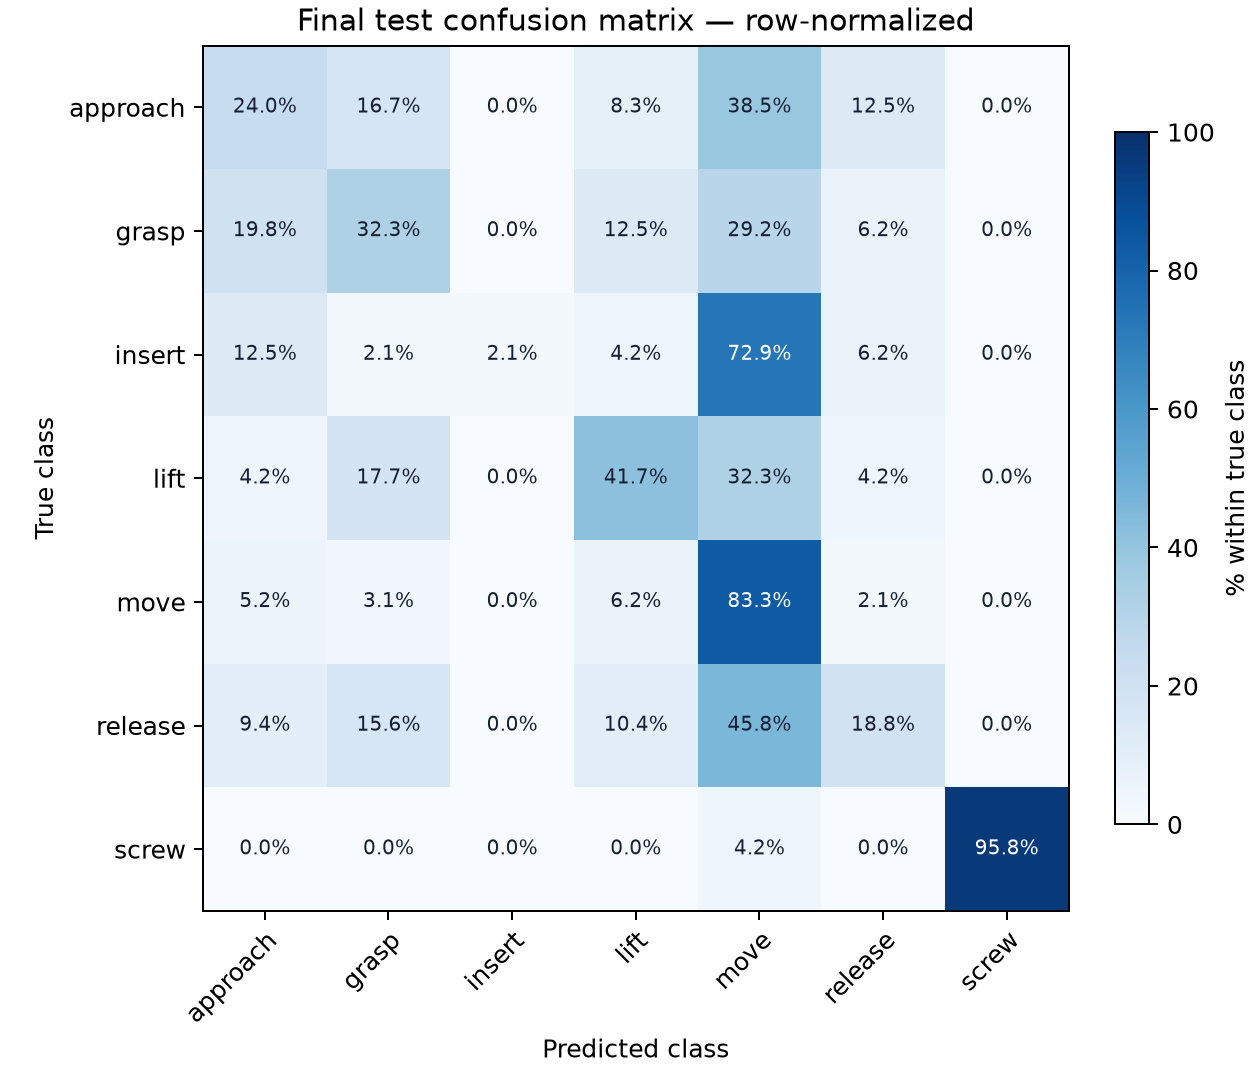 Final test confusion matrix — row-normalized
approach 24.0% 16.7% 0.0% 8.3% 38.5% 12.5% 0.0%
grasp 19.8% 32.3% 0.0% 12.5% 29.2% 6.2% 0.0%
insert 12.5% 2.1% 2.1% 4.2% 72.9% 6.2% 0.0%
lift 4.2% 17.7% 0.0% 41.7% 32.3% 4.2% 0.0%
move 5.2% 3.1% 0.0% 6.2% 83.3% 2.1% 0.0%
release 9.4% 15.6% 0.0% 10.4% 45.8% 18.8% 0.0%
screw 0.0% 0.0% 0.0% 0.0% 4.2% 0.0% 95.8%
approach grasp insert lift move release screw
Predicted class
True class
100
80
60
40
20
0
% within true class